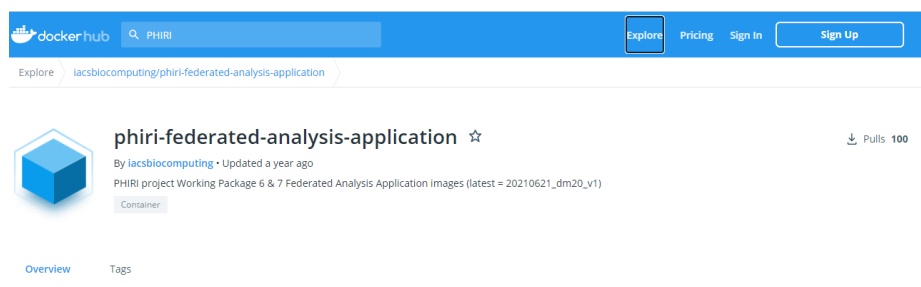 dockerhub PHIRI Explore Pricing Sign In Sign Up
Explore iacsbiocomputing/phiri-federated-analysis-application
phiri-federated-analysis-application
Pulls 100
By iacsbiocomputing • Updated a year ago
PHIRI project Working Package 6 & 7 Federated Analysis Application images (latest = 20210621_dm20_v1)
Container
Overview Tags